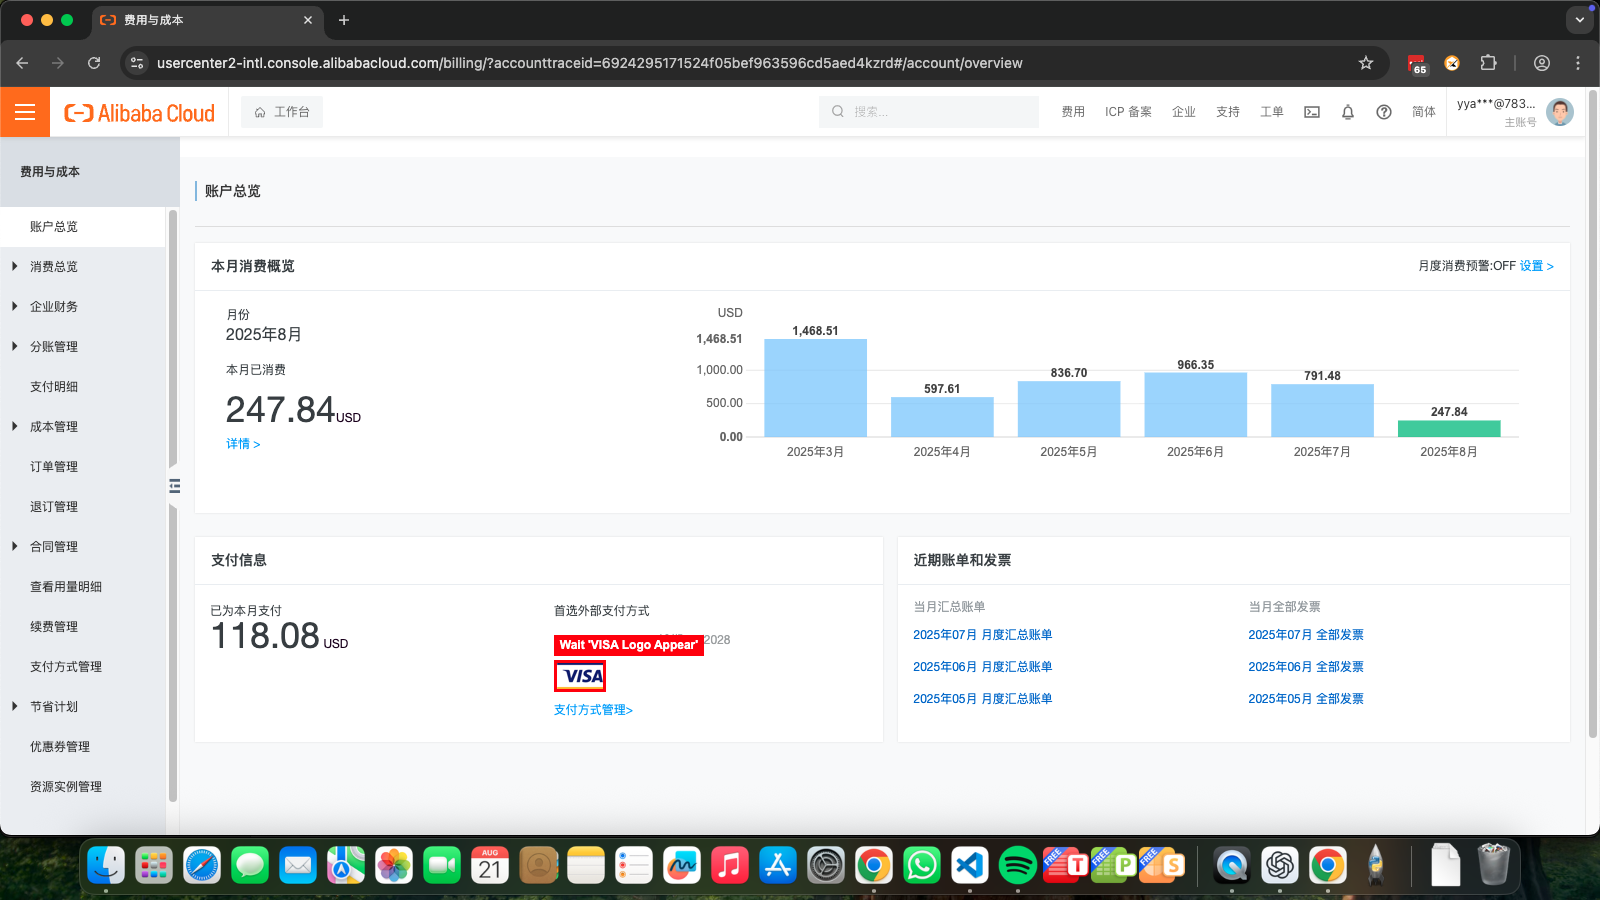 费用与成本
usercenter2-intl.console.alibabacloud.com/billing/?accounttraceid=6924295171524f05bef963596cd5aed4kzrd#/account/overview
65
Alibaba Cloud
工作台
搜索...
费用
ICP 备案
企业
支持
工单
简体
yya***@783...
主账号
费用与成本
账户总览
消费总览
企业财务
分账管理
支付明细
成本管理
订单管理
退订管理
合同管理
查看用量明细
续费管理
支付方式管理
节省计划
优惠券管理
资源实例管理
账户总览
本月消费概览
月度消费预警:OFF 设置 >
月份
2025年8月
本月已消费
247.84USD
详情 >
USD
1,468.51
1,000.00
500.00
0.00
1,468.51
597.61
836.70
966.35
791.48
247.84
2025年3月
2025年4月
2025年5月
2025年6月
2025年7月
2025年8月
支付信息
已为本月支付
118.08 USD
首选外部支付方式
2028
Wait 'VISA Logo Appear'
VISA
支付方式管理>
近期账单和发票
当月汇总账单
当月全部发票
2025年07月 月度汇总账单
2025年07月 全部发票
2025年06月 月度汇总账单
2025年06月 全部发票
2025年05月 月度汇总账单
2025年05月 全部发票
AUG
21
FREE
T
FREE
P
FREE
S